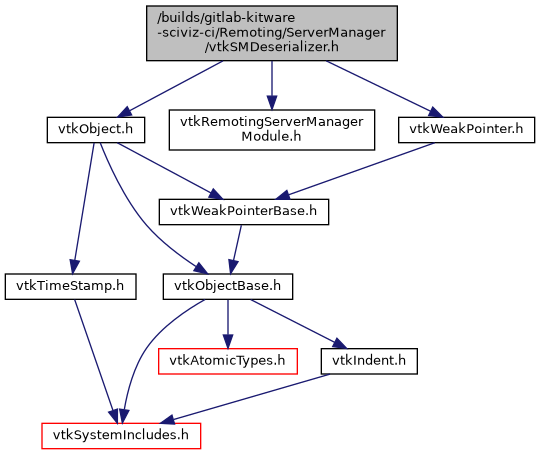 /builds/gitlab-kitware
-sciviz-ci/Remoting/ServerManager
/vtkSMDeserializer.h
vtkObject.h
vtkRemotingServerManager
Module.h
vtkWeakPointer.h
vtkWeakPointerBase.h
vtkTimeStamp.h
vtkObjectBase.h
vtkAtomicTypes.h
vtkIndent.h
vtkSystemIncludes.h